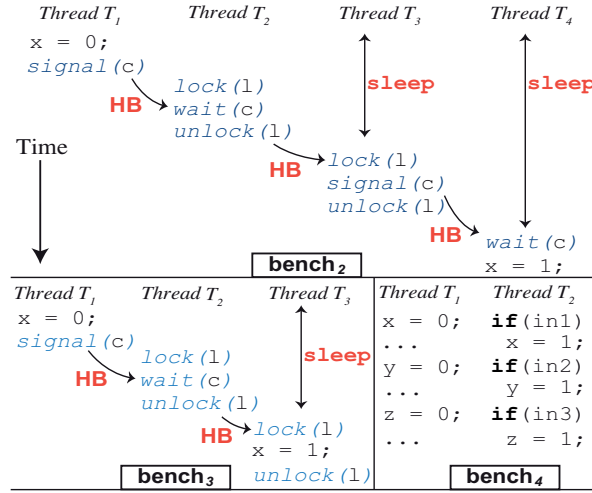 Thread T1 Thread T2 Thread T3 Thread T4
x = 0;
signal(c)
HB
lock(l)
wait(c)
unlock(l)
sleep
sleep
Time
HB
lock(l)
signal(c)
unlock(l)
HB
wait(c)
x = 1;
bench2
Thread T1 Thread T2 Thread T3
x = 0;
signal(c)
HB
lock(l)
wait(c)
unlock(l)
sleep
HB
lock(l)
x = 1;
unlock(l)
bench3
Thread T1 Thread T2
x = 0; if(in1)
... x = 1;
y = 0; if(in2)
... y = 1;
z = 0; if(in3)
... z = 1;
bench4